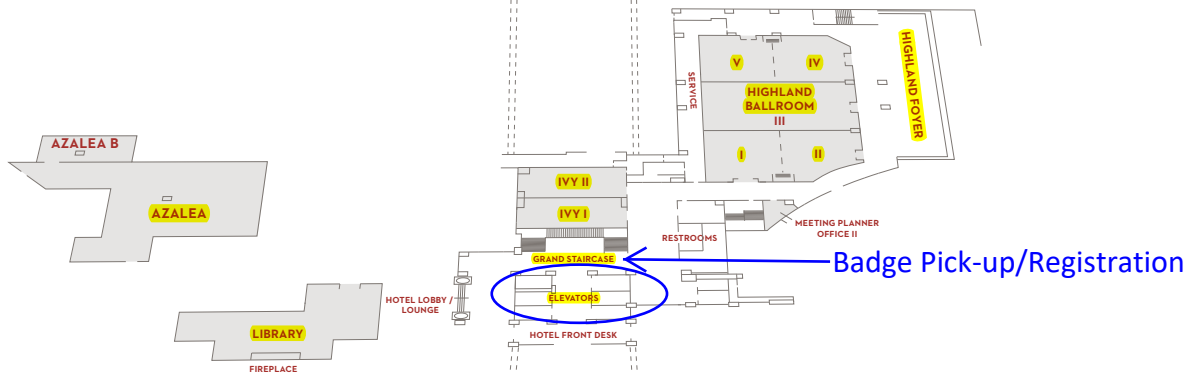 AZALEA B
AZALEA
LIBRARY
FIREPLACE
HOTEL LOBBY /
LOUNGE
IVY II
IVY I
GRAND STAIRCASE
ELEVATORS
HOTEL FRONT DESK
RESTROOMS
Badge Pick-up/Registration
MEETING PLANNER
OFFICE II
SERVICE
V
IV
HIGHLAND
BALLROOM
III
I
II
HIGHLAND FOYER